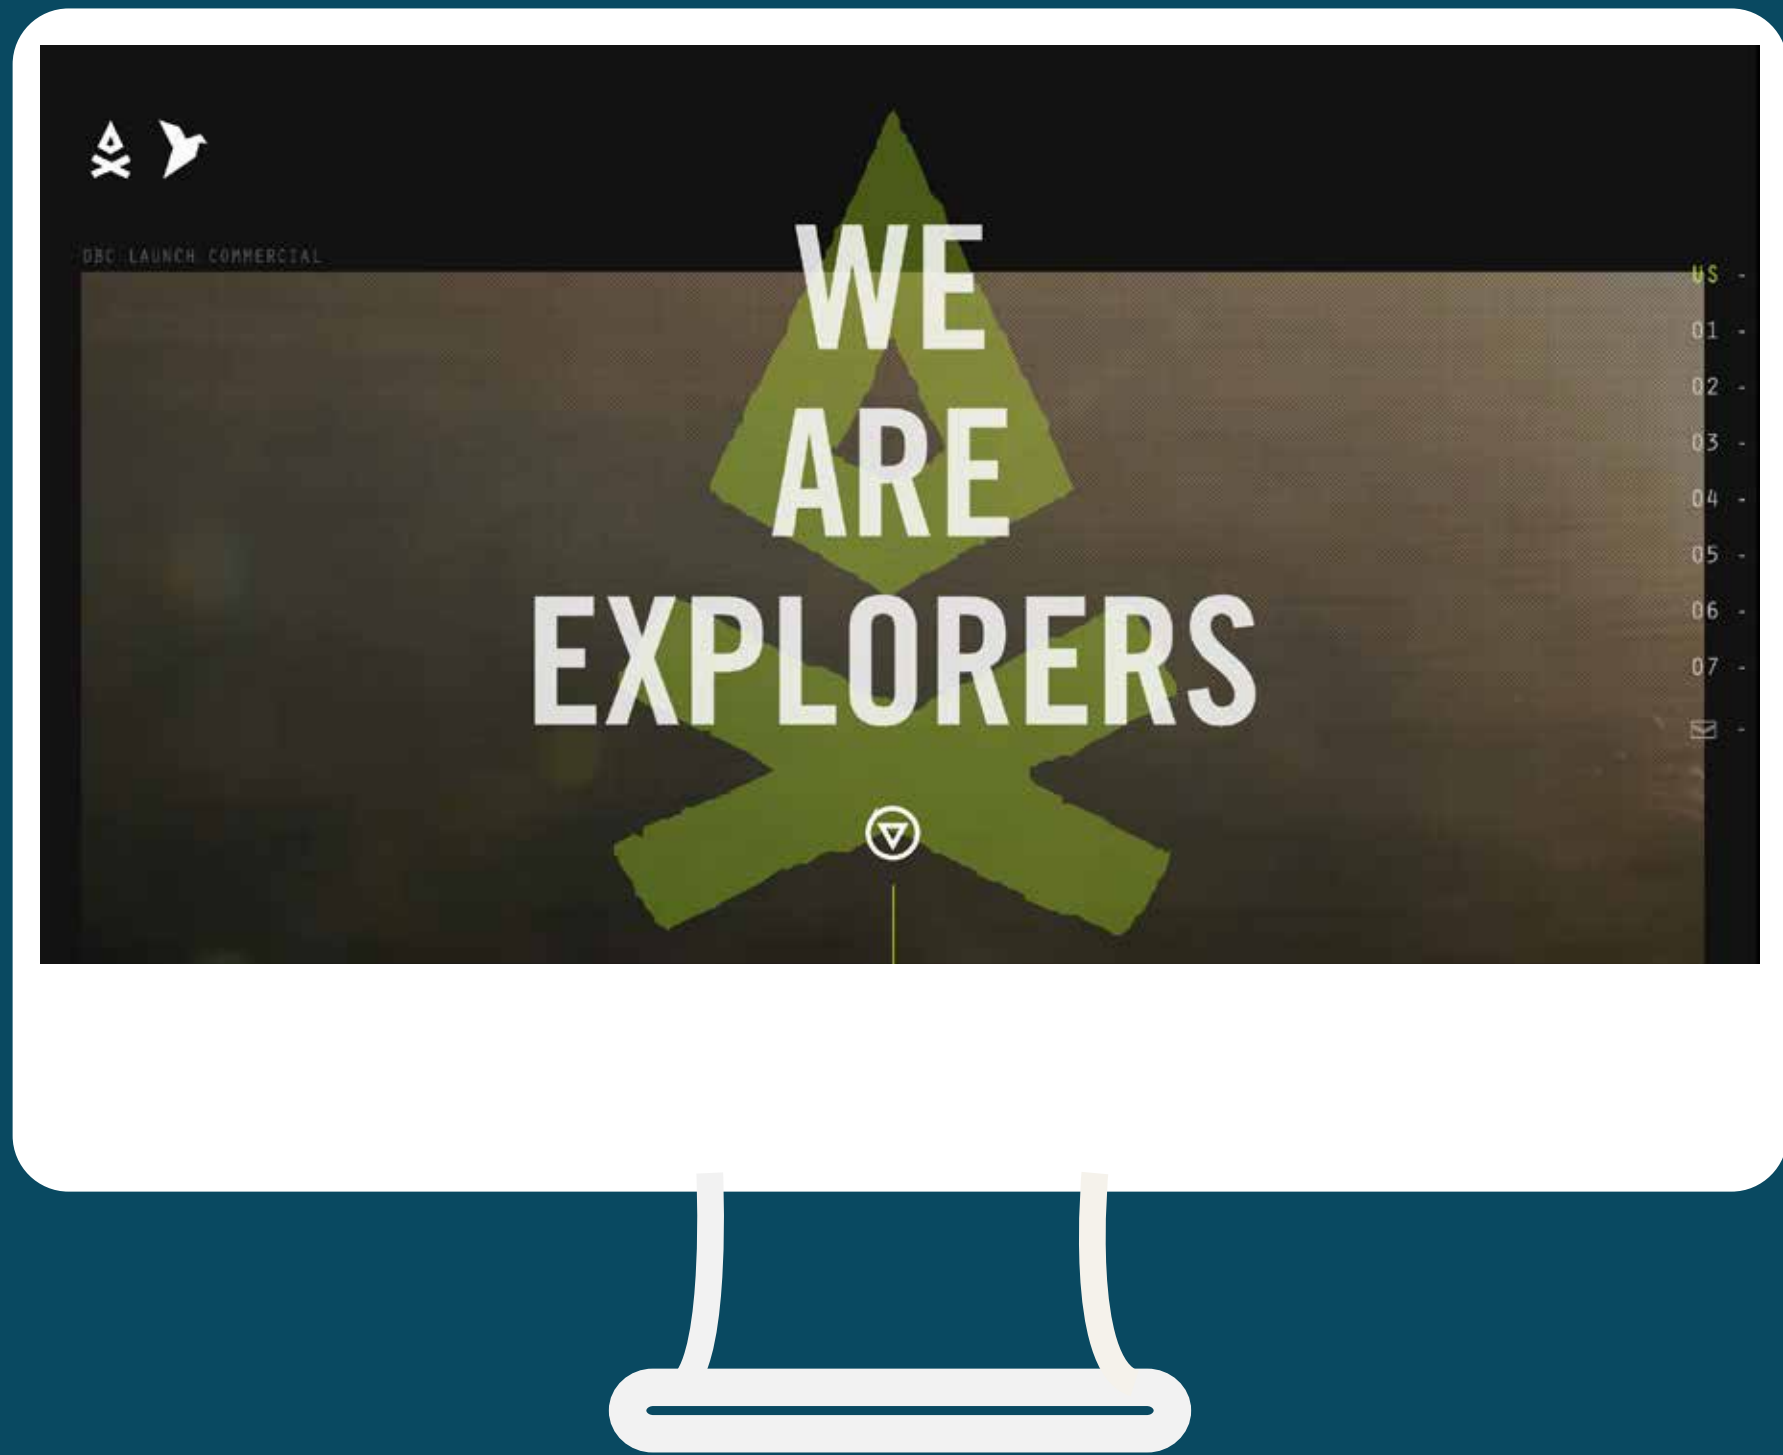 DBC LAUNCH COMMERCIAL
WE
ARE
EXPLORERS
US -
01 -
02 -
03 -
04 -
05 -
06 -
07 -
-